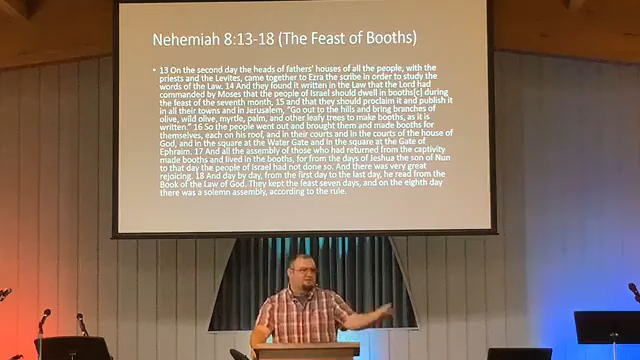 Nehemiah 8:13-18 (The Feast of Booths)
• 13 On the second day the heads of fathers' houses of all the people, with the
priests and the Levites, came together to Ezra the scribe in order to study the
words of the Law. 14 And they found it written in the Law that the Lord had
commanded by Moses that the people of Israel should dwell in booths[c] during
the feast of the seventh month, 15 and that they should proclaim it and publish it
in all their towns and in Jerusalem, "Go out to the hills and bring branches of
olive, wild olive, myrtle, palm, and other leafy trees to make booths, as it is
written." 16 So the people went out and brought them and made booths for
themselves, each on his roof, and in their courts and in the courts of the house of
God, and in the square at the Water Gate and in the square at the Gate of
Ephraim. 17 And all the assembly of those who had returned from the captivity
made booths and lived in the booths, for from the days of Jeshua the son of Nun
to that day the people of Israel had not done so. And there was very great
rejoicing. 18 And day by day, from the first day to the last day, he read from the
Book of the Law of God. They kept the feast seven days, and on the eighth day
there was a solemn assembly, according to the rule.